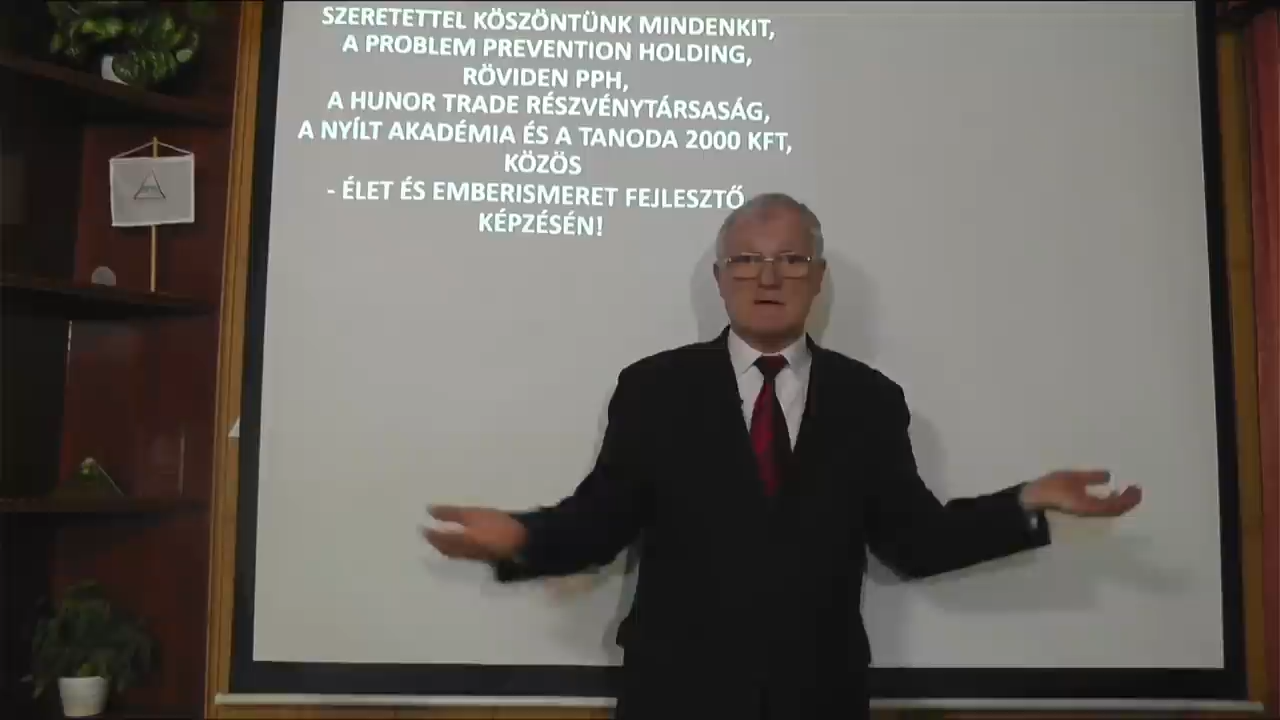 SZERETETTEL KÖSZÖNTÜNK MINDENKIT,
A PROBLEM PREVENTION HOLDING,
RÖVIDEN PPH,
A HUNOR TRADE RÉSZVÉNYTÁRSASÁG,
A NYÍLT AKADÉMIA ÉS A TANODA 2000 KFT,
KÖZÖS
- ÉLET ÉS EMBERISMERET FEJLESZTŐ -
KÉPZÉSÉN!